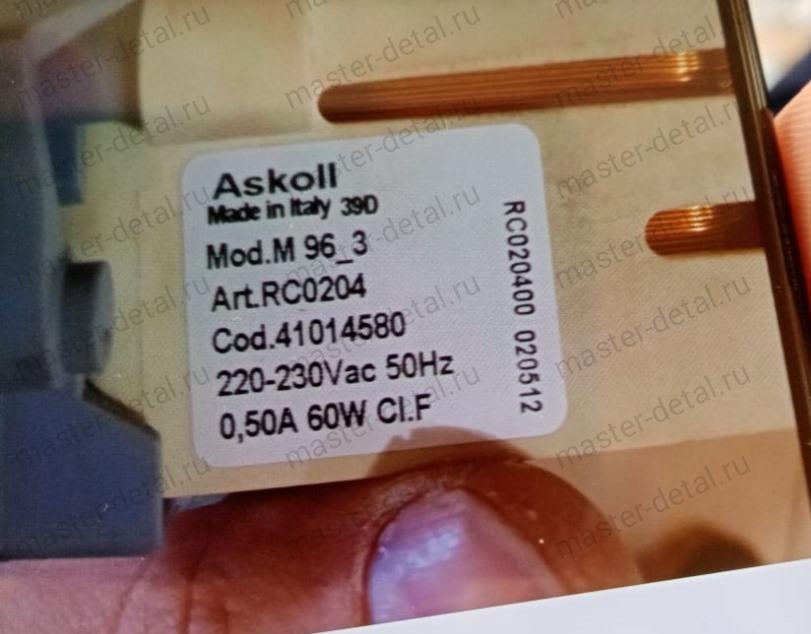 Askoll
Made in Italy 39D
Mod.M 96_3
Art.RC0204
Cod.41014580
220-230Vac 50Hz
0,50A 60W Cl.F
RC020400 020512
master-detal.ru